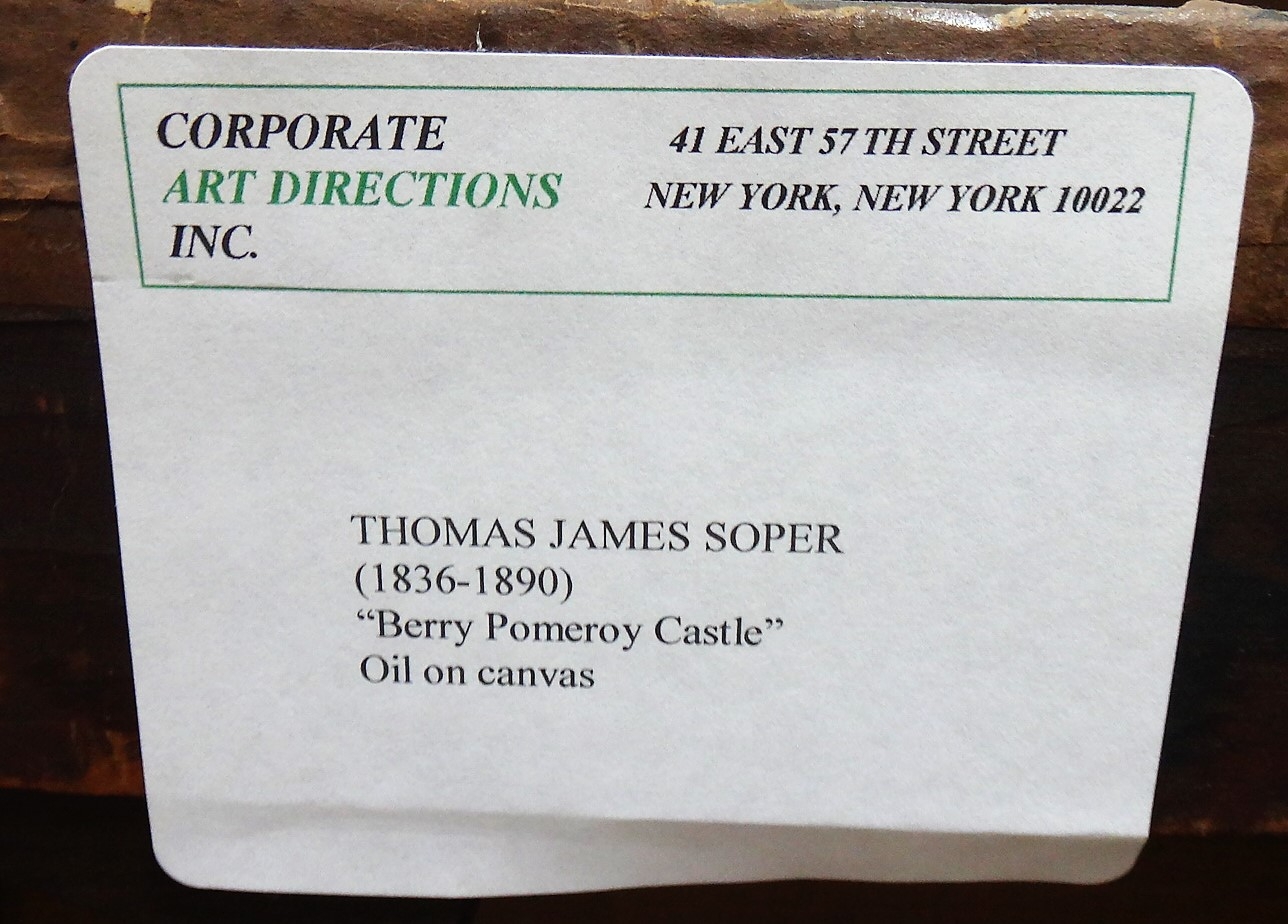 CORPORATE
ART DIRECTIONS
INC.
41 EAST 57 TH STREET
NEW YORK, NEW YORK 10022
THOMAS JAMES SOPER
(1836-1890)
“Berry Pomeroy Castle”
Oil on canvas